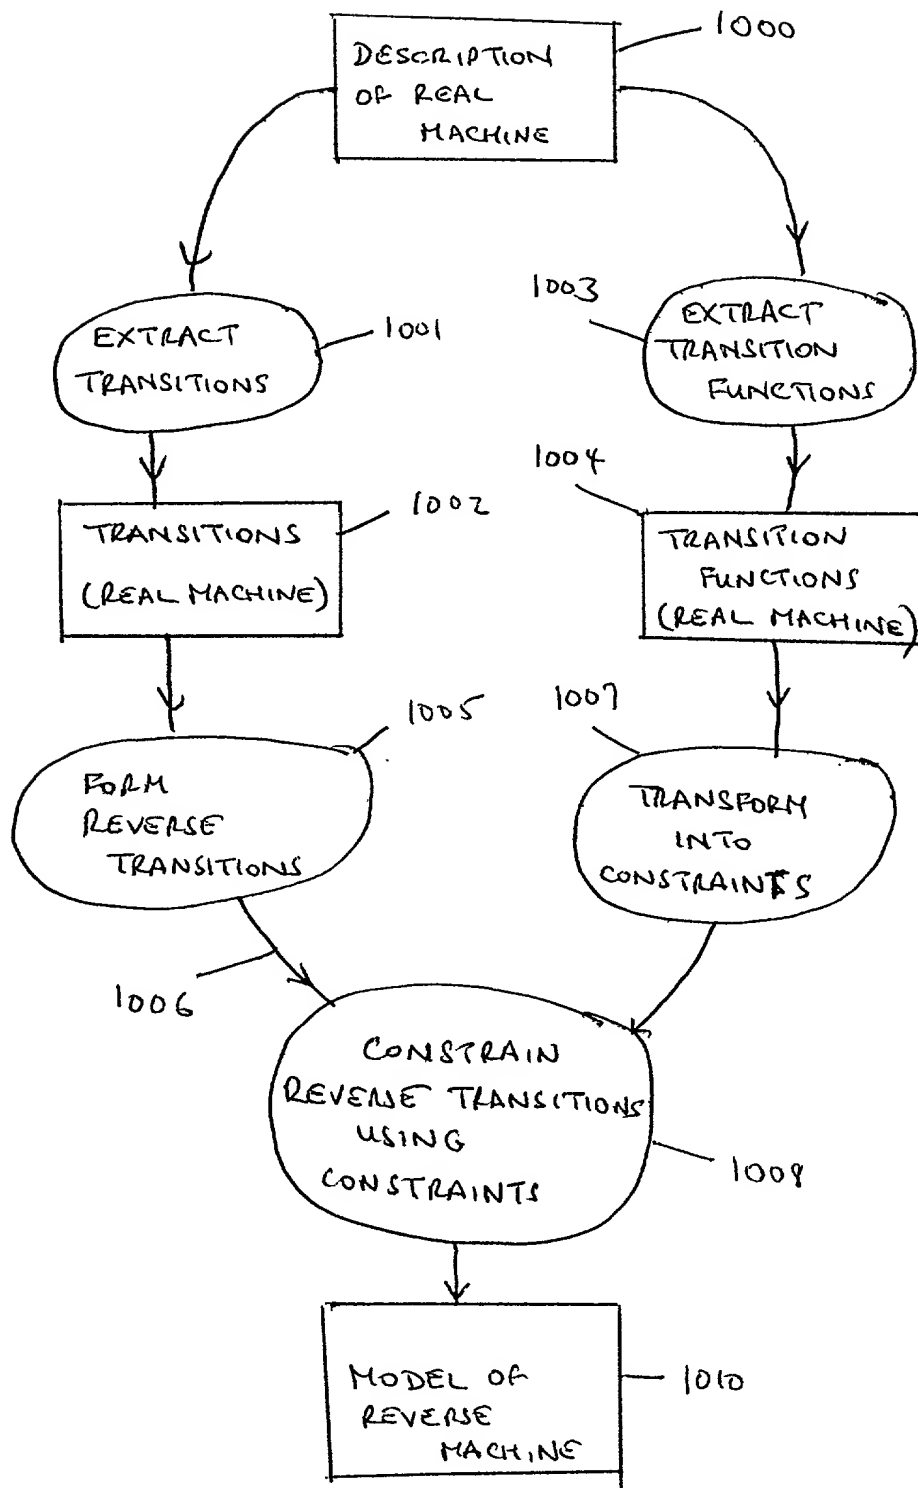 1000
DESCRIPTION
OF REAL
MACHINE
1001
EXTRACT
TRANSITIONS
1003
EXTRACT
TRANSITION
FUNCTIONS
1002
TRANSITIONS
(REAL MACHINE)
1004
TRANSITION
FUNCTIONS
(REAL MACHINE)
1005
FORM
REVERSE
TRANSITIONS
1007
TRANSFORM
INTO
CONSTRAINTS
1006
CONSTRAIN
REVERSE TRANSITIONS
USING
CONSTRAINTS
1009
MODEL OF
REVERSE
MACHINE
1010